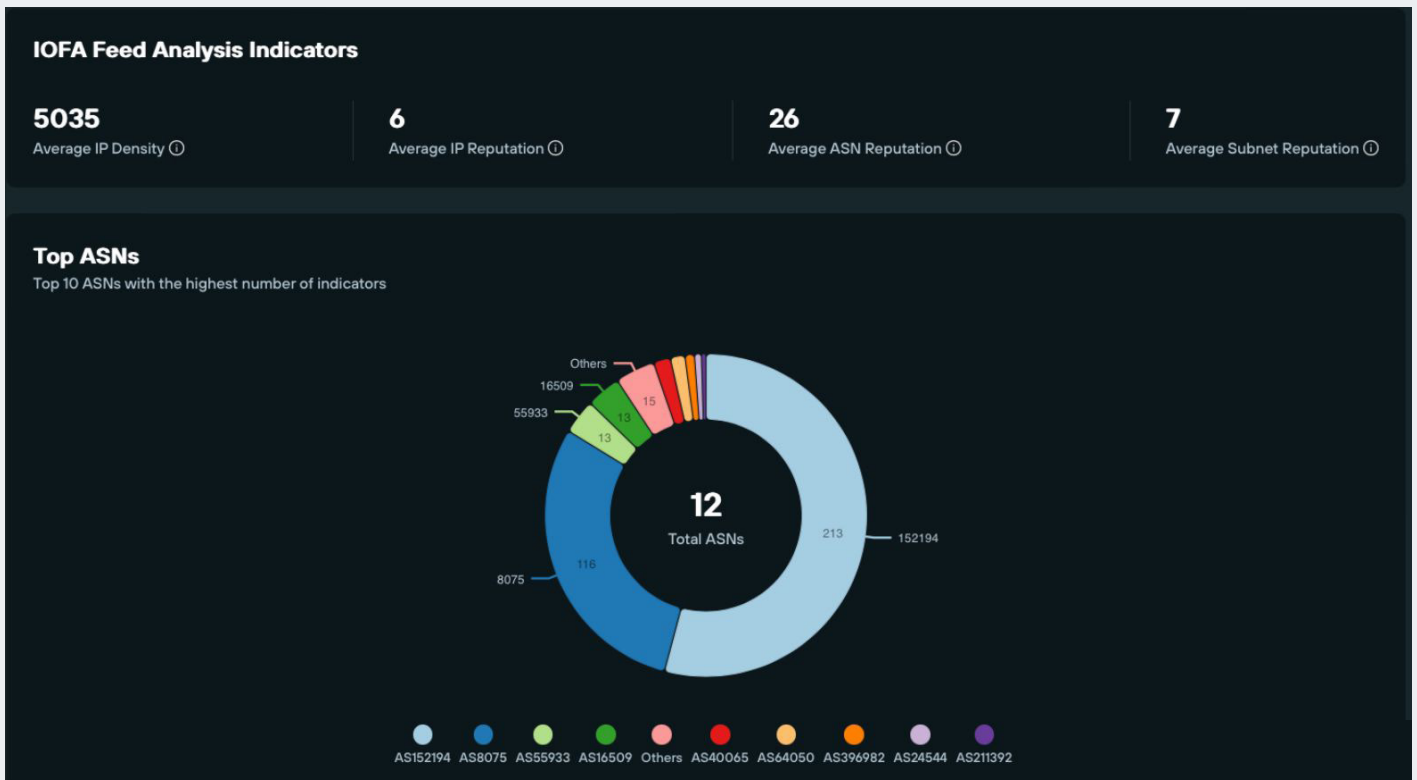 IOFA Feed Analysis Indicators
5035
Average IP Density
6
Average IP Reputation
26
Average ASN Reputation
7
Average Subnet Reputation
Top ASNs
Top 10 ASNs with the highest number of indicators
Others
16509
55933
15
13
13
12
Total ASNs
213
152194
116
8075
AS152194 AS8075 AS55933 AS16509 Others AS40065 AS64050 AS396982 AS24544 AS211392